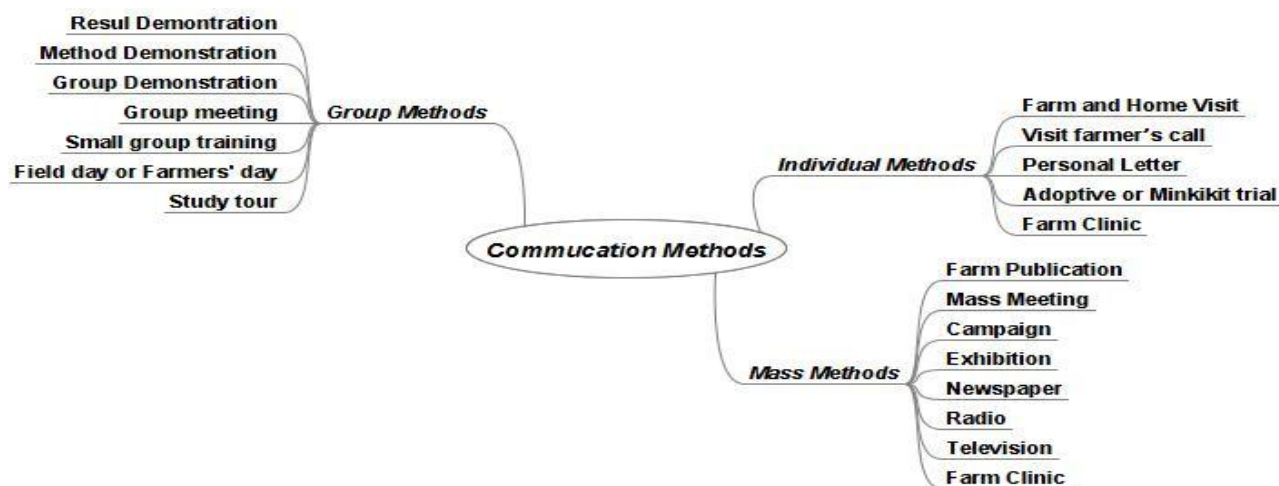 Resul Demontration
Method Demonstration
Group Demonstration
Group meeting
Small group training
Field day or Farmers' day
Study tour
Group Methods
Commucation Methods
Individual Methods
Farm and Home Visit
Visit farmer's call
Personal Letter
Adoptive or Minkikit trial
Farm Clinic
Mass Methods
Farm Publication
Mass Meeting
Campaign
Exhibition
Newspaper
Radio
Television
Farm Clinic